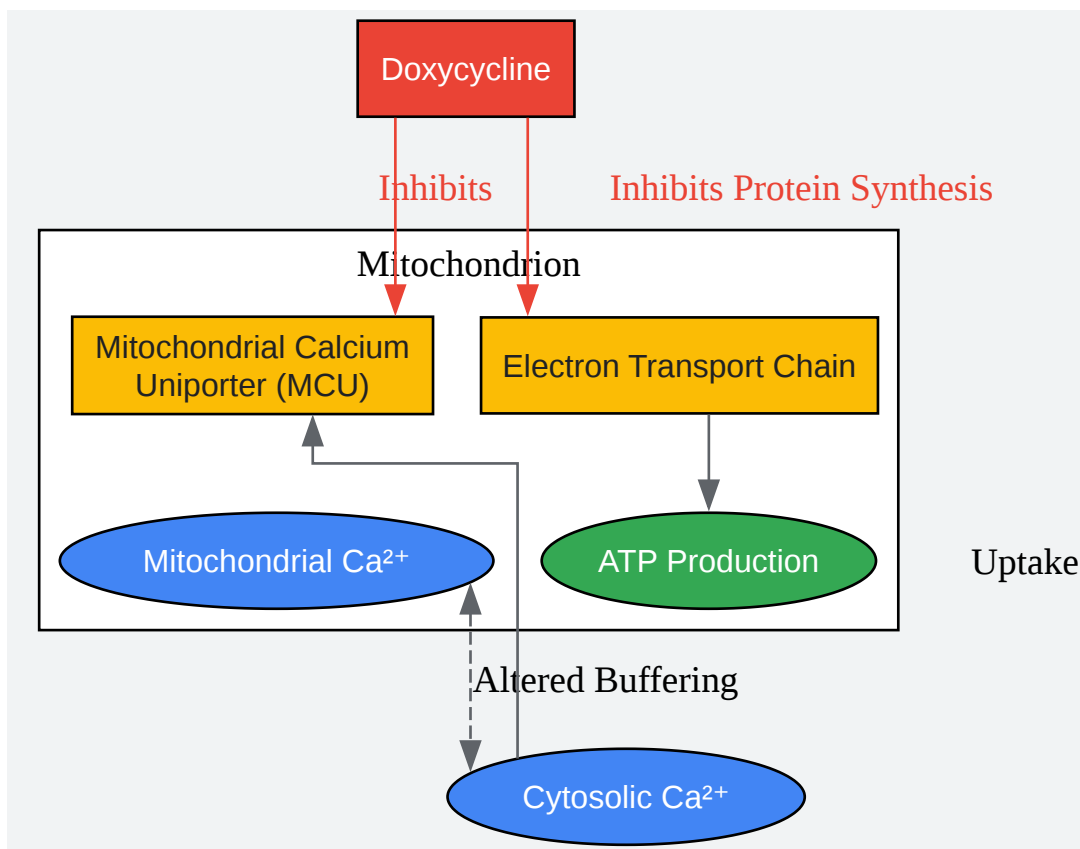 Doxycycline
Inhibits
Inhibits Protein Synthesis
Mitochondrion
Mitochondrial Calcium
Uniporter (MCU)
Electron Transport Chain
Mitochondrial Ca²⁺
ATP Production
Uptake
Altered Buffering
Cytosolic Ca²⁺